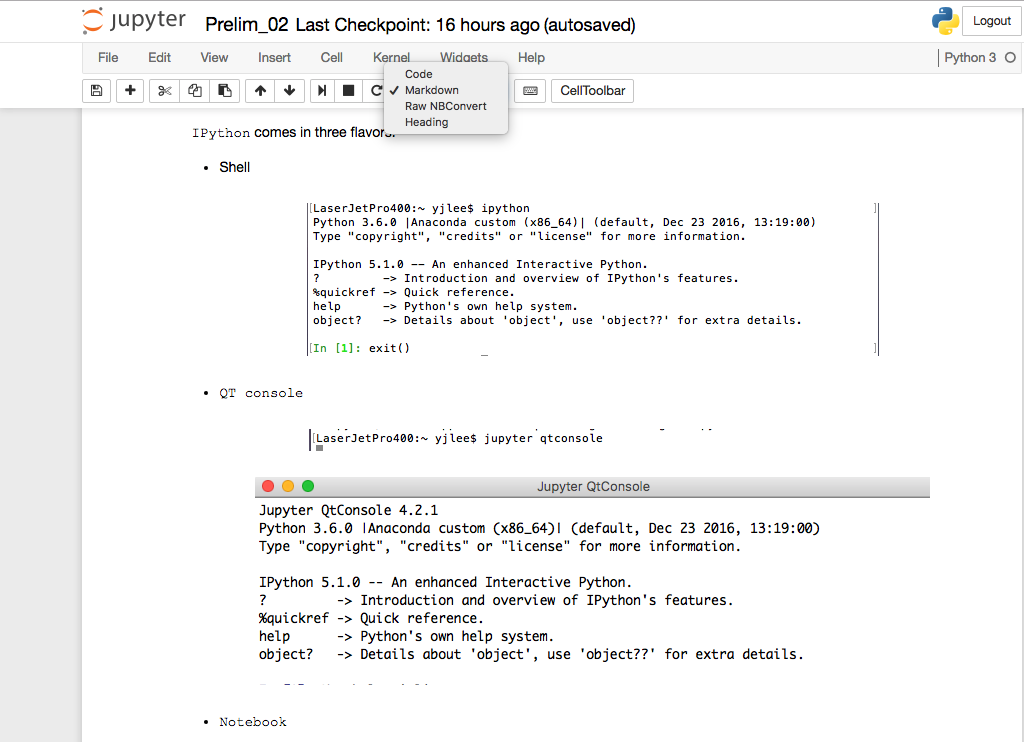 jupyter Prelim_02 Last Checkpoint: 16 hours ago (autosaved) Logout
File Edit View Insert Cell Kernel Widgets Help Python 3
CellToolbar
Code
✓ Markdown
Raw NBConvert
Heading
IPython comes in three flavors.
• Shell
[LaserJetPro400:~ yjlee$ ipython ]
Python 3.6.0 |Anaconda custom (x86_64)| (default, Dec 23 2016, 13:19:00)
Type "copyright", "credits" or "license" for more information.
IPython 5.1.0 -- An enhanced Interactive Python.
? -> Introduction and overview of IPython's features.
%quickref -> Quick reference.
help -> Python's own help system.
object? -> Details about 'object', use 'object??' for extra details.
[In [1]: exit() _ ]
• QT console
[LaserJetPro400:~ yjlee$ jupyter qtconsole
Jupyter QtConsole
Jupyter QtConsole 4.2.1
Python 3.6.0 |Anaconda custom (x86_64)| (default, Dec 23 2016, 13:19:00)
Type "copyright", "credits" or "license" for more information.
IPython 5.1.0 -- An enhanced Interactive Python.
? -> Introduction and overview of IPython's features.
%quickref -> Quick reference.
help -> Python's own help system.
object? -> Details about 'object', use 'object??' for extra details.
• Notebook